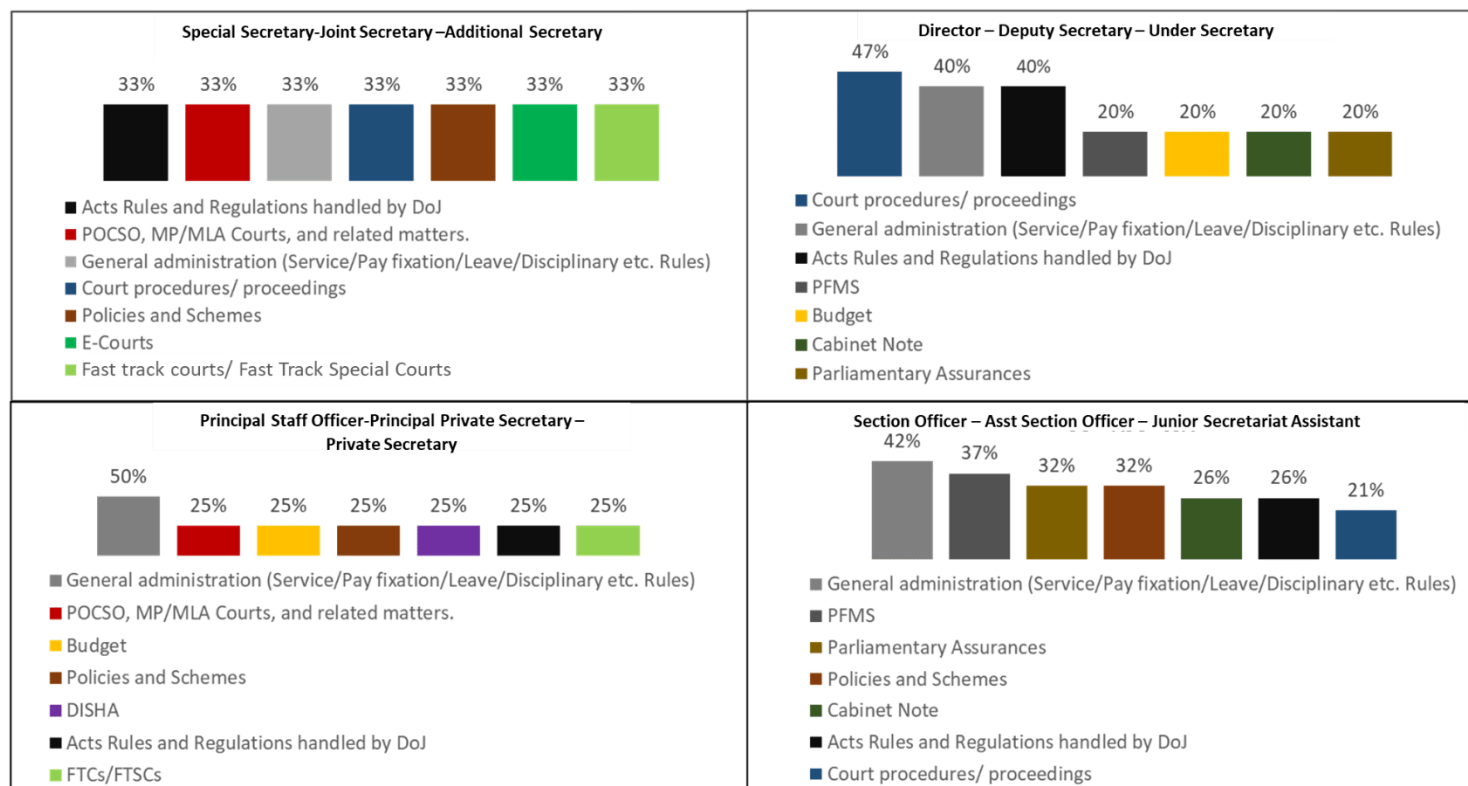 Special Secretary-Joint Secretary –Additional Secretary
33% 33% 33% 33% 33% 33% 33%
Acts Rules and Regulations handled by DoJ
POCSO, MP/MLA Courts, and related matters.
General administration (Service/Pay fixation/Leave/Disciplinary etc. Rules)
Court procedures/ proceedings
Policies and Schemes
E-Courts
Fast track courts/ Fast Track Special Courts
Director – Deputy Secretary – Under Secretary
47% 40% 40% 20% 20% 20% 20%
Court procedures/ proceedings
General administration (Service/Pay fixation/Leave/Disciplinary etc. Rules)
Acts Rules and Regulations handled by DoJ
PFMS
Budget
Cabinet Note
Parliamentary Assurances
Principal Staff Officer-Principal Private Secretary –
Private Secretary
50% 25% 25% 25% 25% 25% 25%
General administration (Service/Pay fixation/Leave/Disciplinary etc. Rules)
POCSO, MP/MLA Courts, and related matters.
Budget
Policies and Schemes
DISHA
Acts Rules and Regulations handled by DoJ
FTCs/FTSCs
Section Officer – Asst Section Officer – Junior Secretariat Assistant
42% 37% 32% 32% 26% 26% 21%
General administration (Service/Pay fixation/Leave/Disciplinary etc. Rules)
PFMS
Parliamentary Assurances
Policies and Schemes
Cabinet Note
Acts Rules and Regulations handled by DoJ
Court procedures/ proceedings